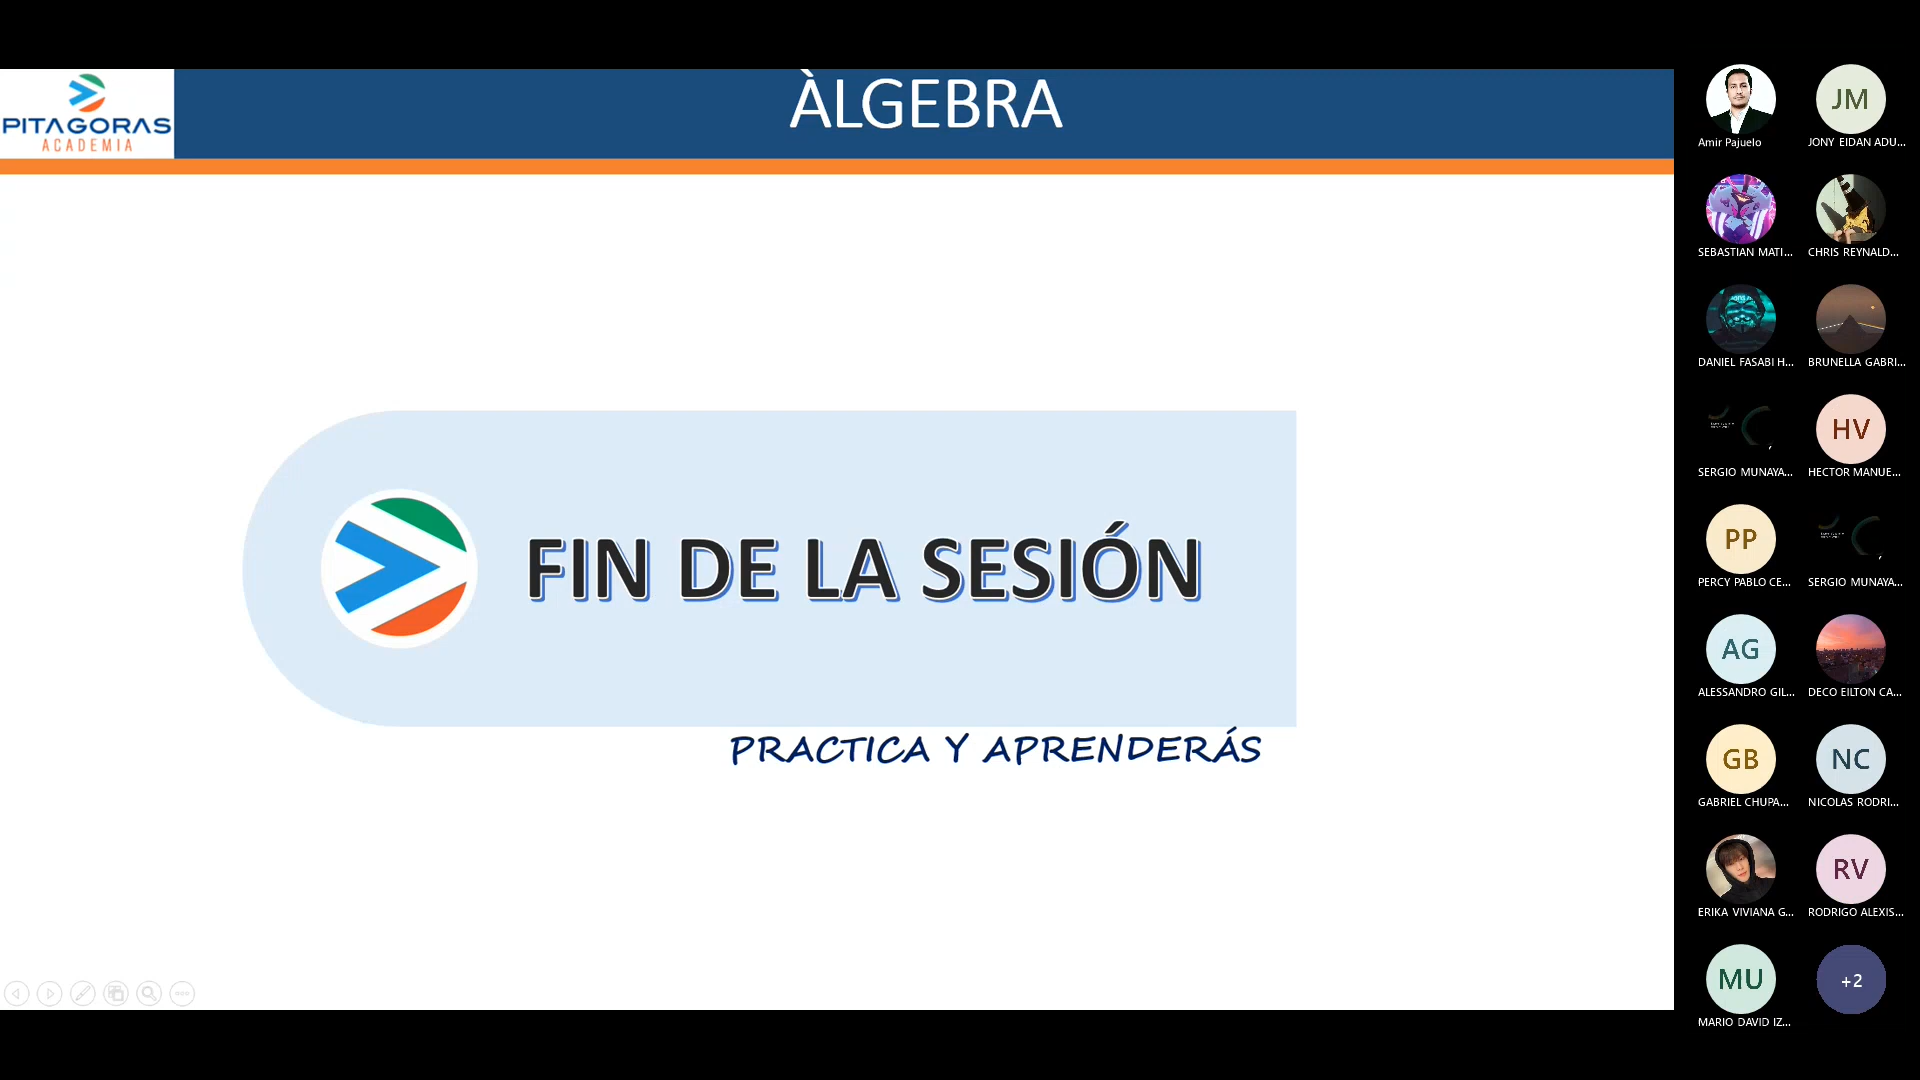 PITAGORAS
ACADEMIA
ÀLGEBRA
FIN DE LA SESIÓN
PRACTICA Y APRENDERÁS
Amir Pajuelo
JM
JONY EIDAN ADU...
SEBASTIAN MATI...
CHRIS REYNALD...
DANIEL FASABI H...
BRUNELLA GABRI...
SERGIO MUNAYA...
HV
HECTOR MANUE...
PP
PERCY PABLO CE...
SERGIO MUNAYA...
AG
ALESSANDRO GIL...
DECO EILTON CA...
GB
GABRIEL CHUPA...
NC
NICOLAS RODRI...
ERIKA VIVIANA G...
RV
RODRIGO ALEXIS...
MU
MARIO DAVID IZ...
+2